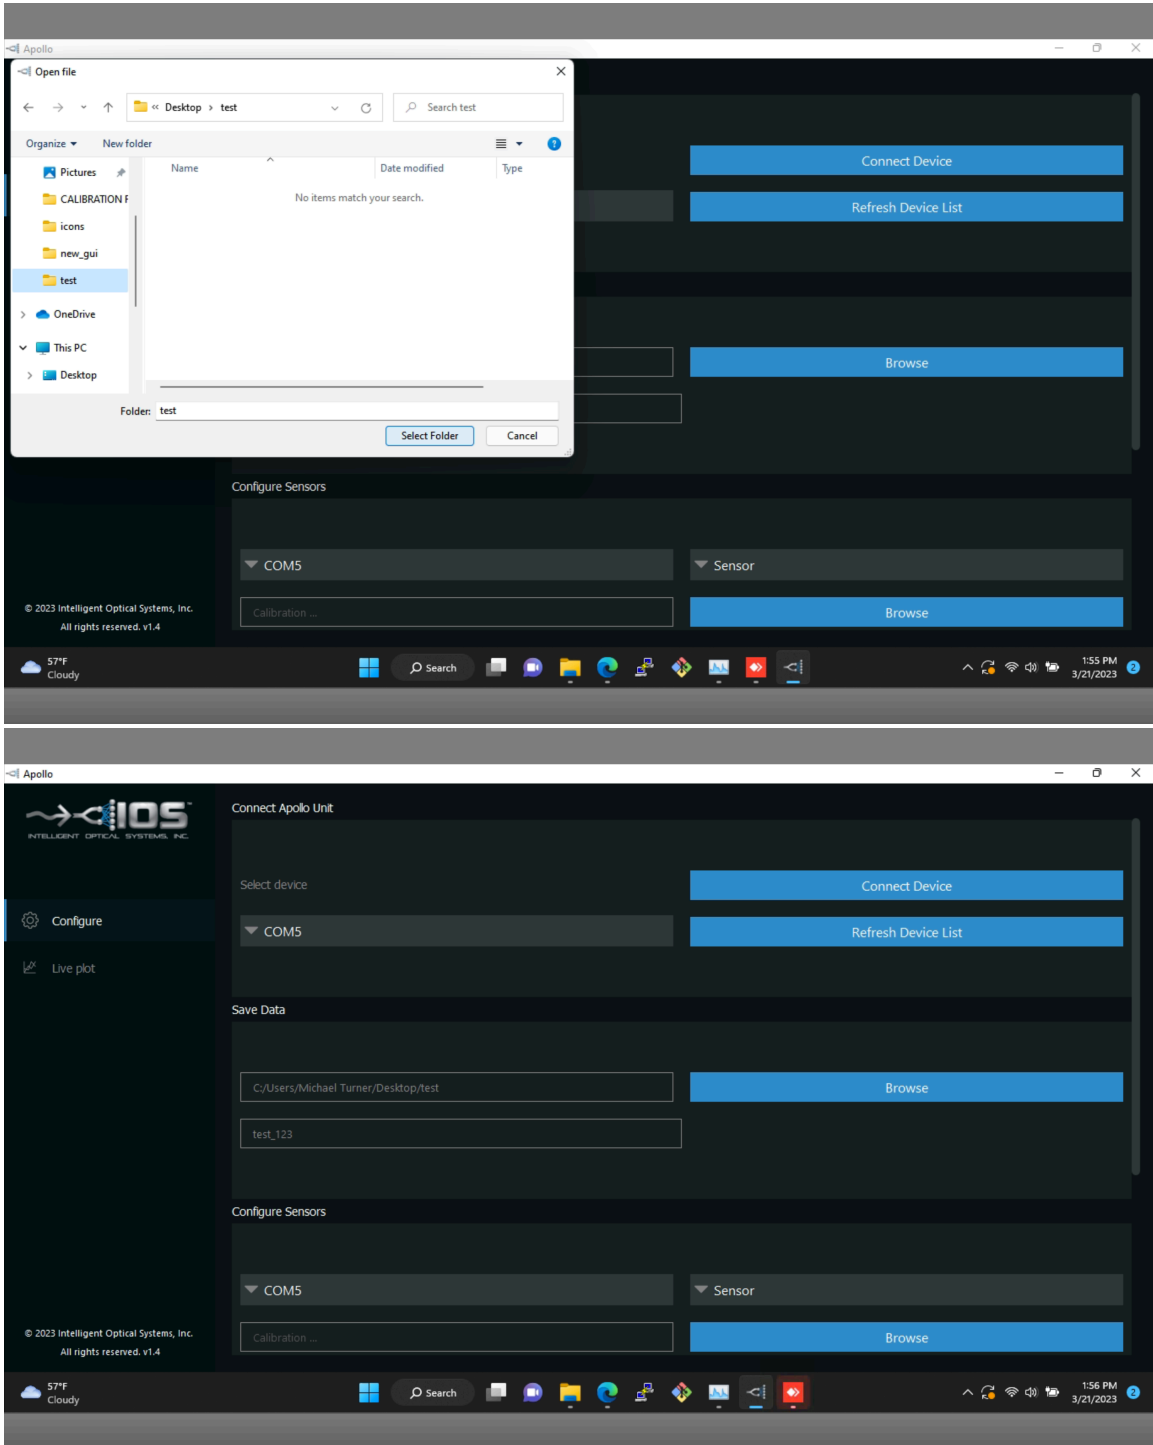 Apollo
Open file
« Desktop > test
Search test
Organize
New folder
Pictures
Name
Date modified
Type
Connect Device
CALIBRATION F
No items match your search.
Refresh Device List
icons
new_gui
test
OneDrive
This PC
Browse
Desktop
Folder: test
Select Folder
Cancel
Configure Sensors
COM5
Sensor
Calibration ...
Browse
© 2023 Intelligent Optical Systems, Inc.
All rights reserved. v1.4
57°F
Cloudy
Search
1:55 PM
3/21/2023
2
Apollo
IOS
INTELLIGENT OPTICAL SYSTEMS, INC.
Connect Apollo Unit
Select device
Connect Device
Configure
COM5
Refresh Device List
Live plot
Save Data
C:/Users/Michael Turner/Desktop/test
Browse
test_123
Configure Sensors
COM5
Sensor
Calibration ...
Browse
© 2023 Intelligent Optical Systems, Inc.
All rights reserved. v1.4
57°F
Cloudy
Search
1:56 PM
3/21/2023
2